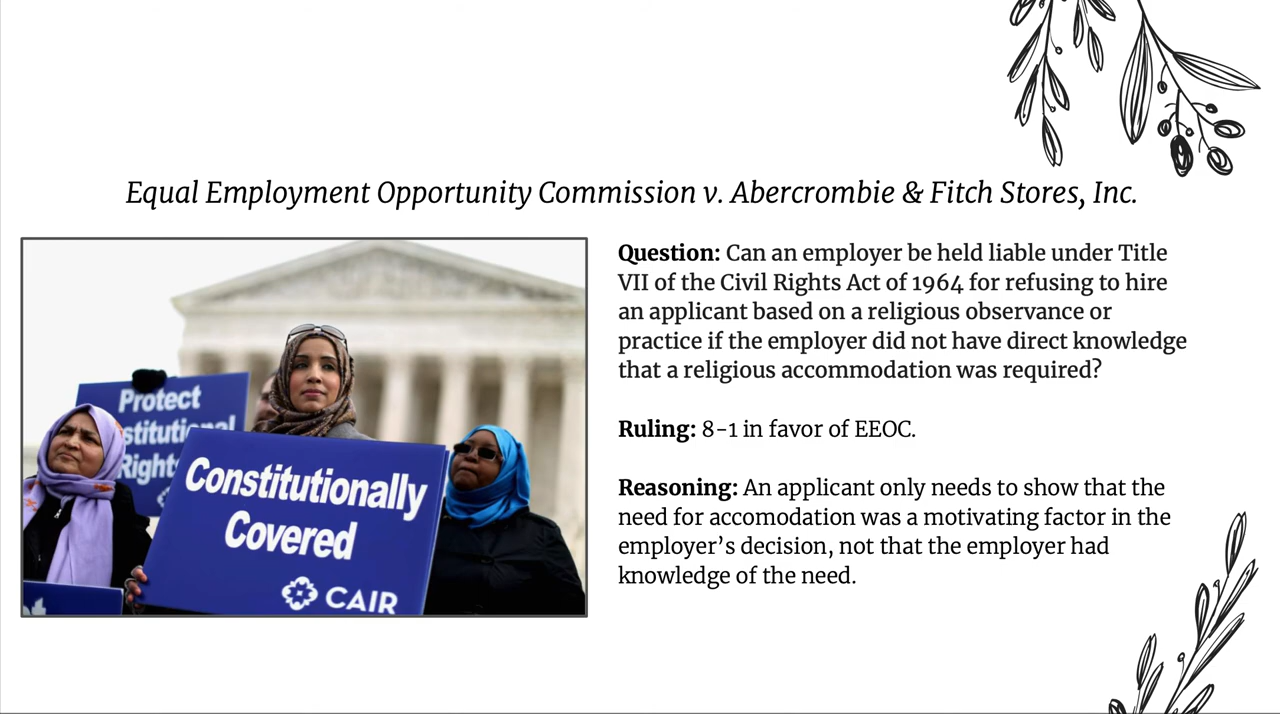 Equal Employment Opportunity Commission v. Abercrombie & Fitch Stores, Inc.
Protect
stitutional
Rights
Constitutionally
Covered
CAIR
Question: Can an employer be held liable under Title
VII of the Civil Rights Act of 1964 for refusing to hire
an applicant based on a religious observance or
practice if the employer did not have direct knowledge
that a religious accommodation was required?
Ruling: 8-1 in favor of EEOC.
Reasoning: An applicant only needs to show that the
need for accomodation was a motivating factor in the
employer’s decision, not that the employer had
knowledge of the need.